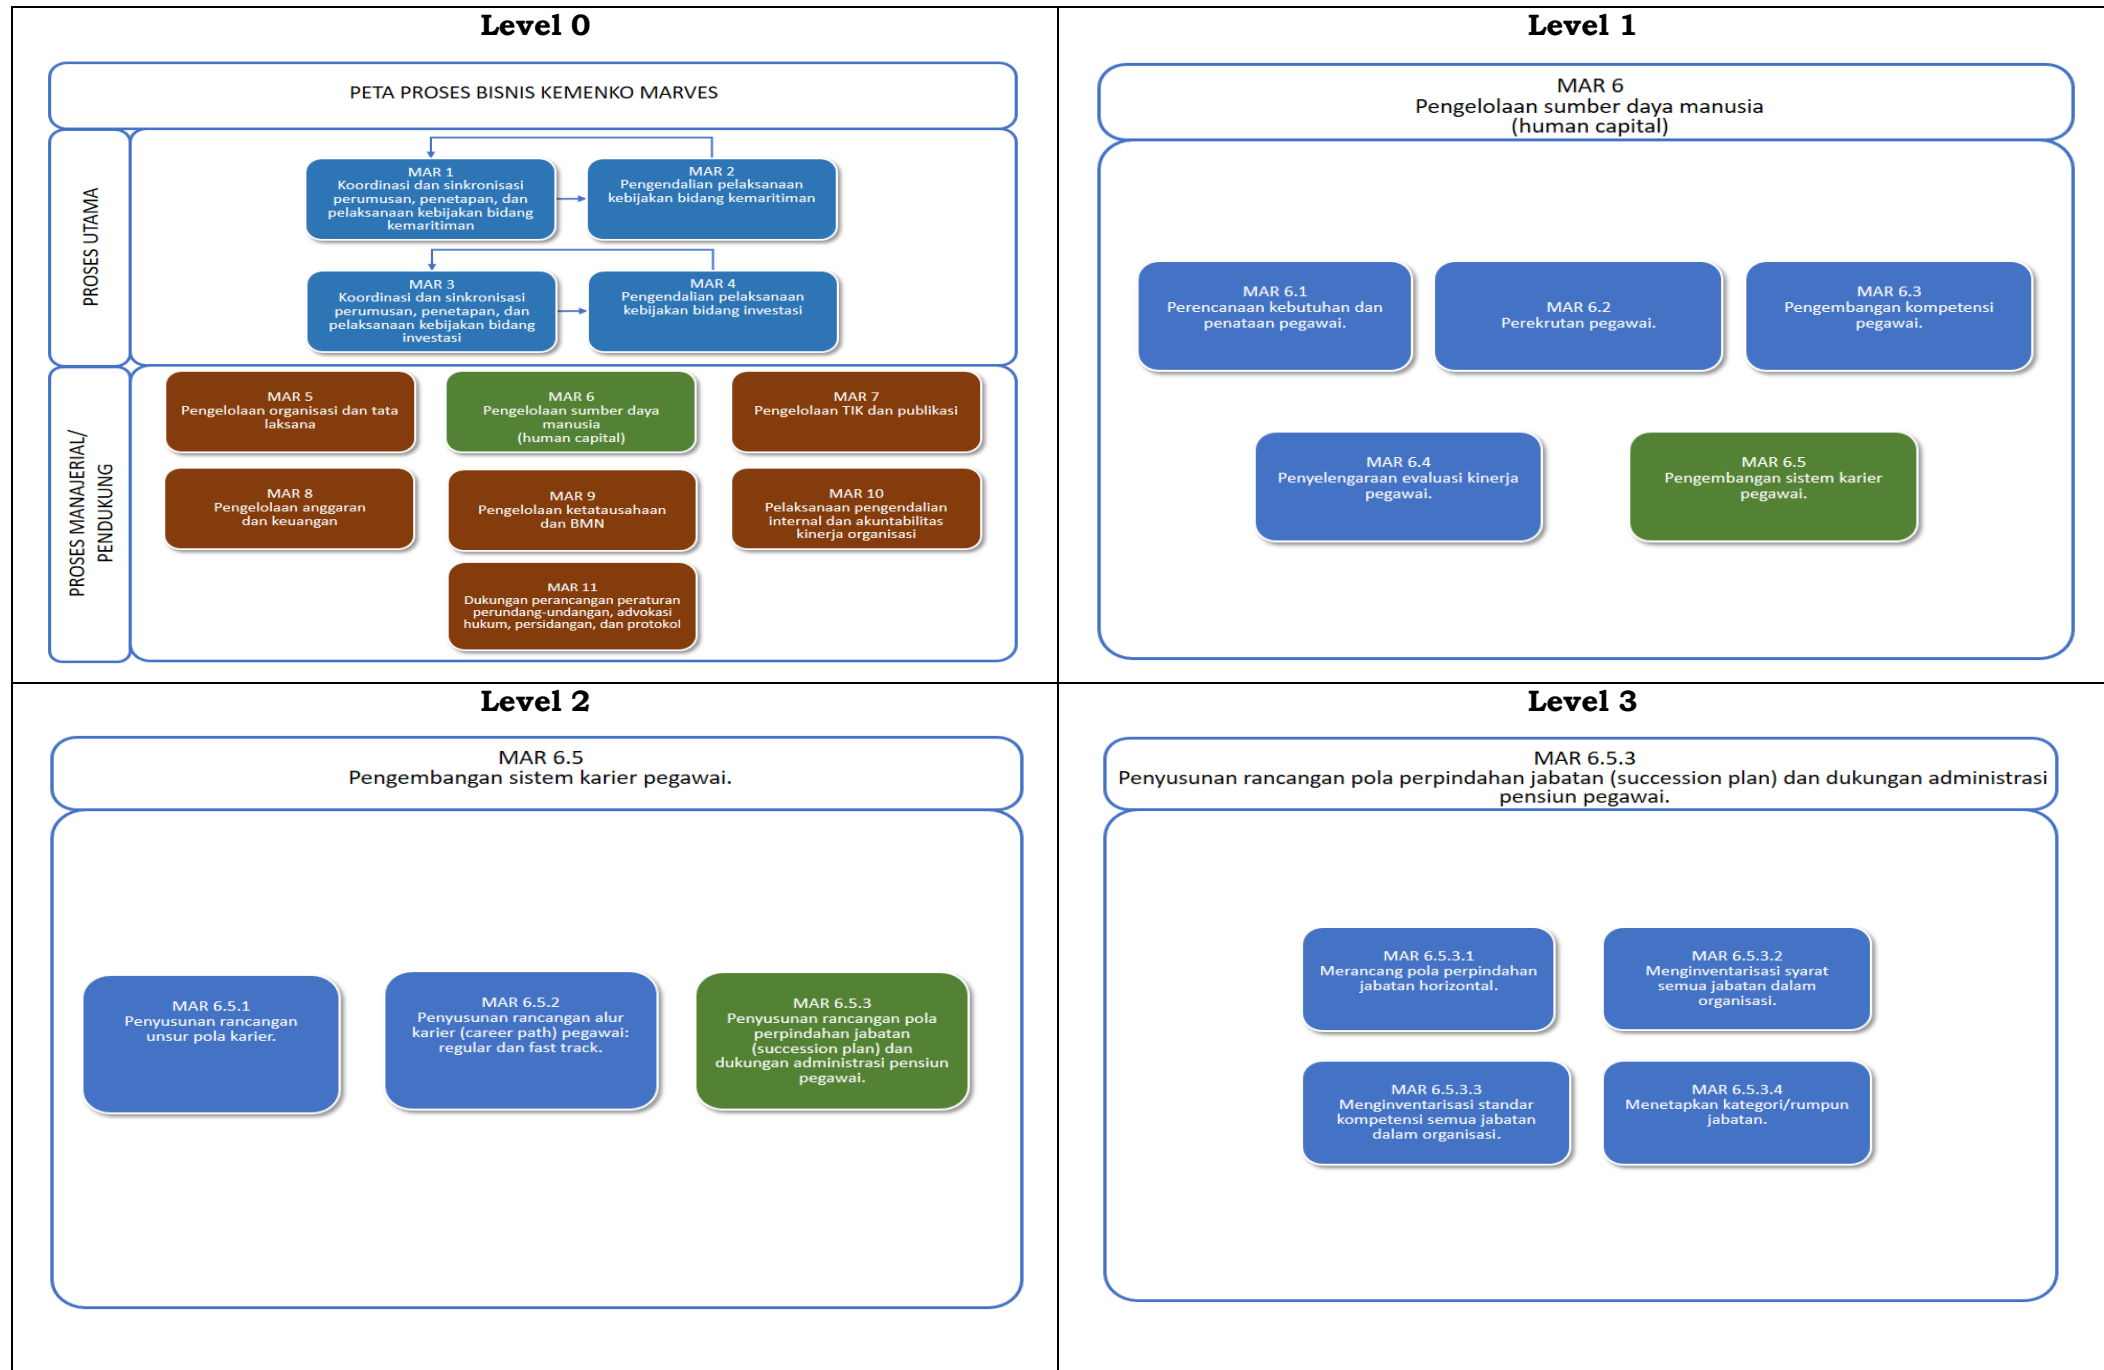 Level 0
PETA PROSES BISNIS KEMENKO MARVES
PROSES UTAMA
MAR 1
Koordinasi dan sinkronisasi
perumusan, penetapan, dan
pelaksanaan kebijakan bidang
kemaritiman
MAR 2
Pengendalian pelaksanaan
kebijakan bidang kemaritiman
MAR 3
Koordinasi dan sinkronisasi
perumusan, penetapan, dan
pelaksanaan kebijakan bidang
investasi
MAR 4
Pengendalian pelaksanaan
kebijakan bidang investasi
PROSES MANAJERIAL/
PENDUKUNG
MAR 5
Pengelolaan organisasi dan tata
laksana
MAR 6
Pengelolaan sumber daya
manusia
(human capital)
MAR 7
Pengelolaan TIK dan publikasi
MAR 8
Pengelolaan anggaran
dan keuangan
MAR 9
Pengelolaan ketatausahaan
dan BMN
MAR 10
Pelaksanaan pengendalian
internal dan akuntabilitas
kinerja organisasi
MAR 11
Dukungan perancangan peraturan
perundang-undangan, advokasi
hukum, persidangan, dan protokol
Level 1
MAR 6
Pengelolaan sumber daya manusia
(human capital)
MAR 6.1
Perencanaan kebutuhan dan
penataan pegawai.
MAR 6.2
Perekrutan pegawai.
MAR 6.3
Pengembangan kompetensi
pegawai.
MAR 6.4
Penyelengaraan evaluasi kinerja
pegawai.
MAR 6.5
Pengembangan sistem karier
pegawai.
Level 2
MAR 6.5
Pengembangan sistem karier pegawai.
MAR 6.5.1
Penyusunan rancangan
unsur pola karier.
MAR 6.5.2
Penyusunan rancangan alur
karier (career path) pegawai:
regular dan fast track.
MAR 6.5.3
Penyusunan rancangan pola
perpindahan jabatan
(succession plan) dan
dukungan administrasi pensiun
pegawai.
Level 3
MAR 6.5.3
Penyusunan rancangan pola perpindahan jabatan (succession plan) dan dukungan administrasi
pensiun pegawai.
MAR 6.5.3.1
Merancang pola perpindahan
jabatan horizontal.
MAR 6.5.3.2
Menginventarisasi syarat
semua jabatan dalam
organisasi.
MAR 6.5.3.3
Menginventarisasi standar
kompetensi semua jabatan
dalam organisasi.
MAR 6.5.3.4
Menetapkan kategori/rumpun
jabatan.